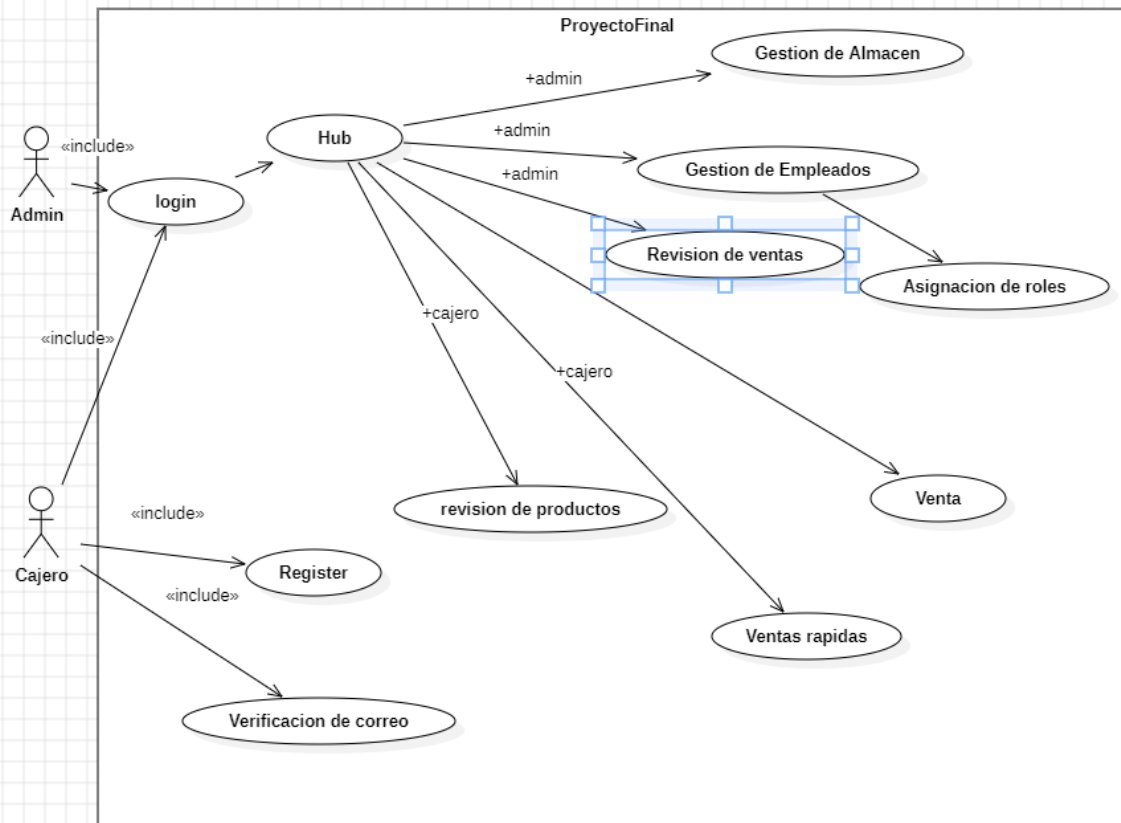 ProyectoFinal
Gestion de Almacen
+admin
Hub
+admin
«include»
Gestion de Empleados
+admin
login
Admin
Revision de ventas
Asignacion de roles
+cajero
«include»
+cajero
Venta
revision de productos
«include»
Cajero
Register
«include»
Ventas rapidas
Verificacion de correo